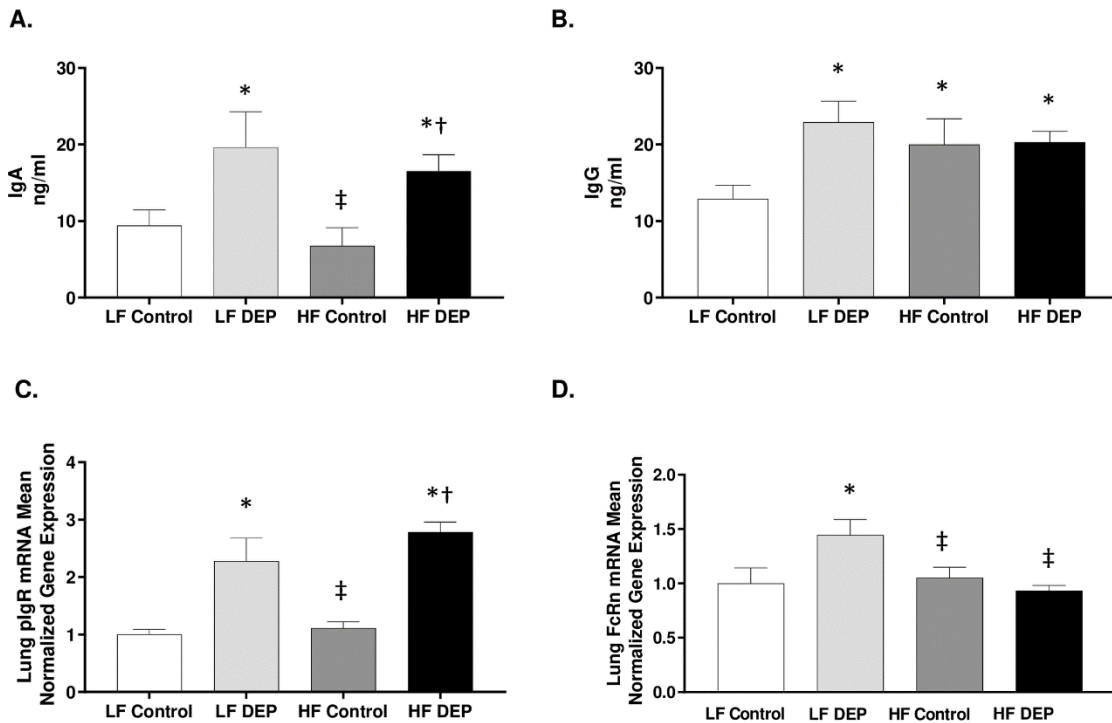 A.
IgA
ng/ml
30
20
10
0
*
‡
*†
LF Control
LF DEP
HF Control
HF DEP
B.
IgG
ng/ml
30
20
10
0
*
*
*
LF Control
LF DEP
HF Control
HF DEP
C.
Lung pIgR mRNA Mean
Normalized Gene Expression
4
3
2
1
0
*
‡
*†
LF Control
LF DEP
HF Control
HF DEP
D.
Lung FcRn mRNA Mean
Normalized Gene Expression
2.0
1.5
1.0
0.5
0.0
*
‡
‡
LF Control
LF DEP
HF Control
HF DEP